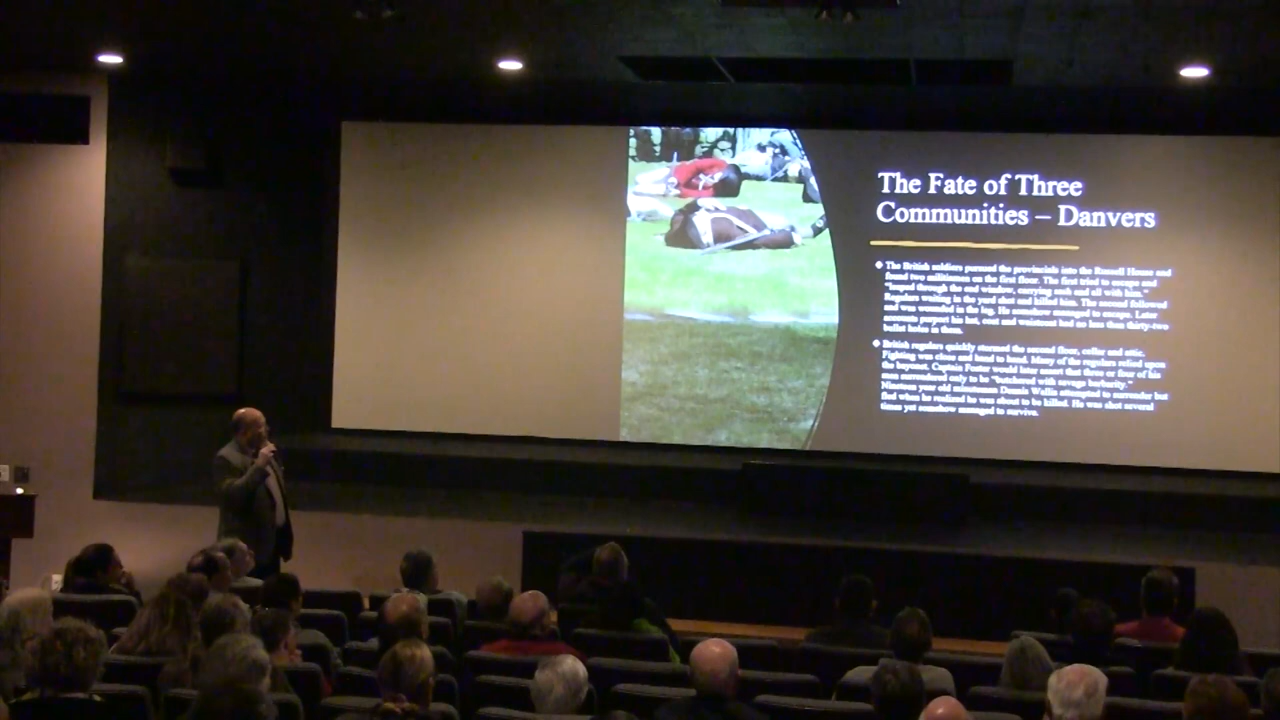 The Fate of Three
Communities – Danvers
The British soldiers pursued the provincials into the Russell House and
found two militiamen on the first floor. The first tried to escape and
"leaped through the end window, carrying sash and all with him."
Regulars waiting in the yard shot and killed him. The second followed
and was wounded in the leg. He somehow managed to escape. Later
accounts purport his hat, coat and waistcoat had no less than thirty-two
bullet holes in them.
British regulars quickly stormed the second floor, cellar and attic.
Fighting was close and hand to hand. Many of the regulars relied upon
the bayonet. Captain Foster would later assert that three or four of his
men surrendered only to be "butchered with savage barbarity."
Nineteen year old minuteman Dennis Wallis attempted to surrender but
fled when he realized he was about to be killed. He was shot several
times yet somehow managed to survive.